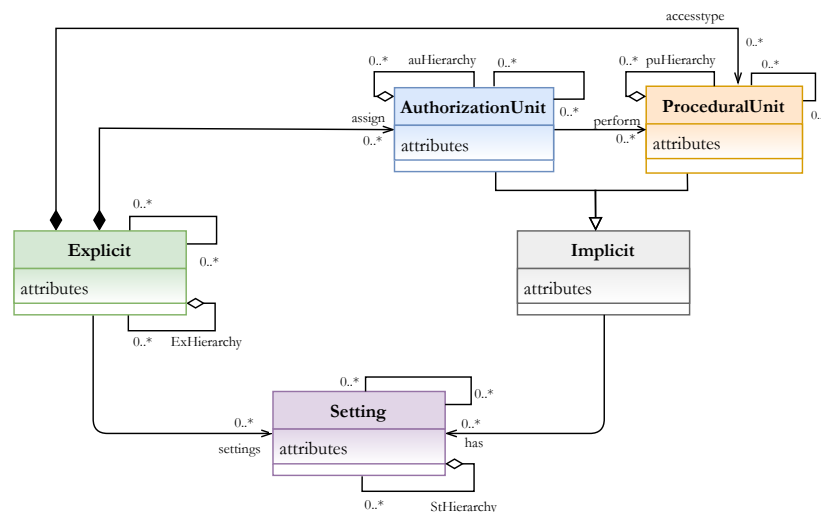 accesstype
0..*
0..*
auHierarchy
0..*
0..*
puHierarchy
0..*
AuthorizationUnit
ProceduralUnit
0..*
0..
assign
0..*
perform
0..*
attributes
attributes
0..*
Explicit
0..*
Implicit
attributes
attributes
0..*
ExHierarchy
0..*
0..*
Setting
0..*
0..*
settings
has
attributes
0..*
StHierarchy